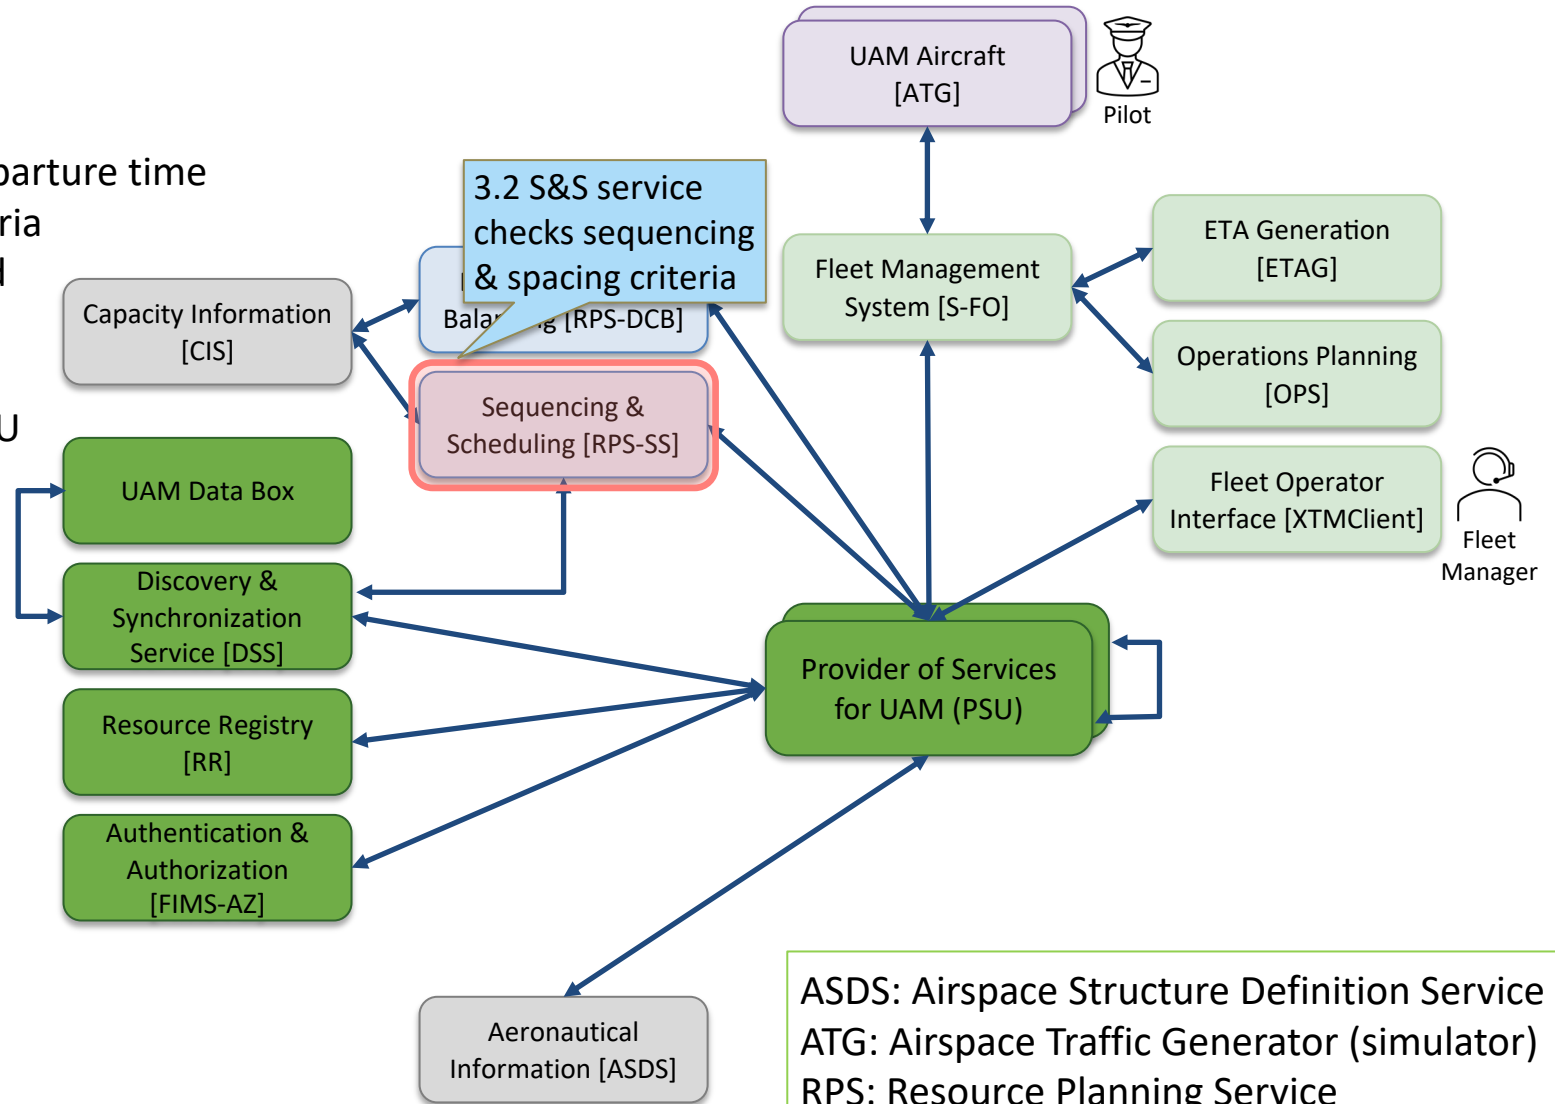 UAM Aircraft
[ATG]
Pilot
parture time
ria
d
3.2 S&S service
checks sequencing
& spacing criteria
Balancing [RPS-DCB]
Capacity Information
[CIS]
Fleet Management
System [S-FO]
ETA Generation
[ETAG]
Operations Planning
[OPS]
Sequencing &
Scheduling [RPS-SS]
U
UAM Data Box
Fleet Operator
Interface [XTMClient]
Fleet
Manager
Discovery &
Synchronization
Service [DSS]
Provider of Services
for UAM (PSU)
Resource Registry
[RR]
Authentication &
Authorization
[FIMS-AZ]
Aeronautical
Information [ASDS]
ASDS: Airspace Structure Definition Service
ATG: Airspace Traffic Generator (simulator)
RPS: Resource Planning Service